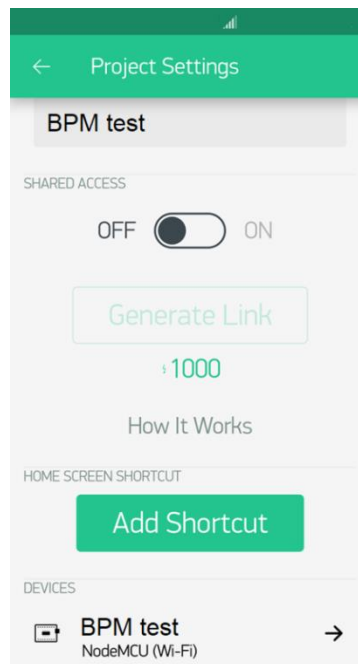 Project Settings
BPM test
SHARED ACCESS
OFF ON
Generate Link
1000
How It Works
HOME SCREEN SHORTCUT
Add Shortcut
DEVICES
BPM test
NodeMCU (Wi-Fi)